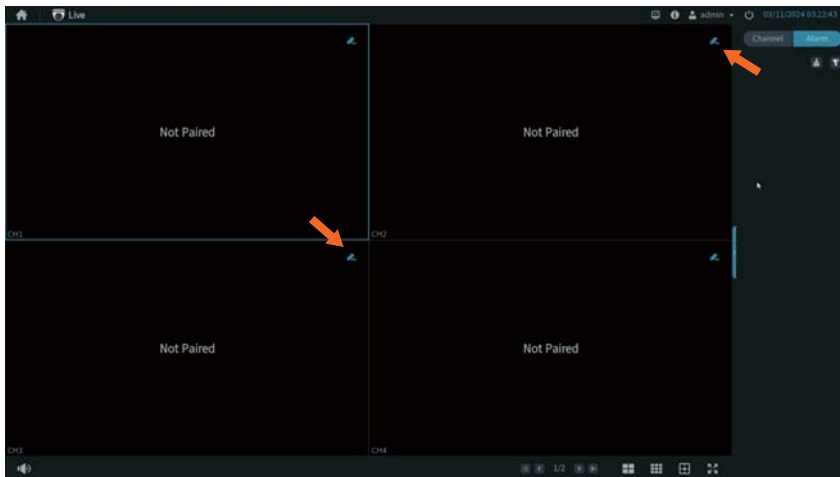 Live
admin
03/11/2024 03:22:43
Channel
Alarm
Not Paired
Not Paired
CH1
CH2
Not Paired
Not Paired
CH3
CH4
1/2